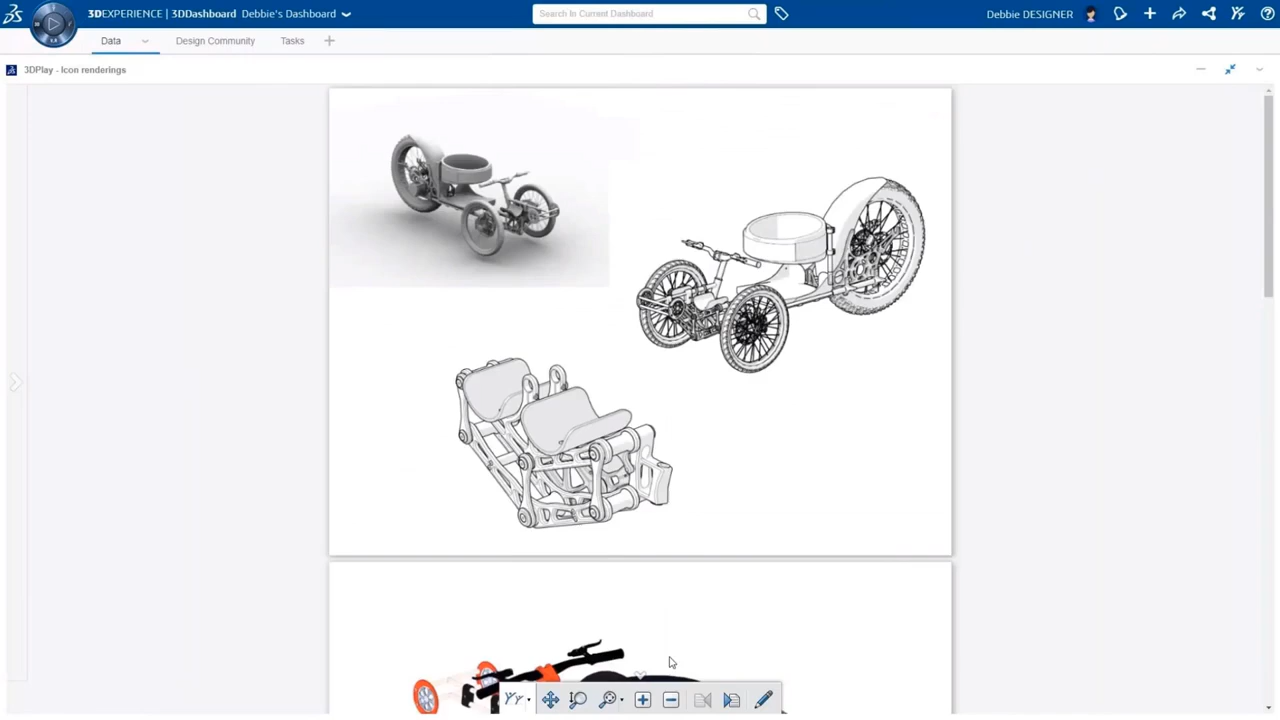 3DEXPERIENCE | 3DDashboard Debbie's Dashboard
Search In Current Dashboard
Debbie DESIGNER
Data
Design Community
Tasks
3DPlay - Icon renderings